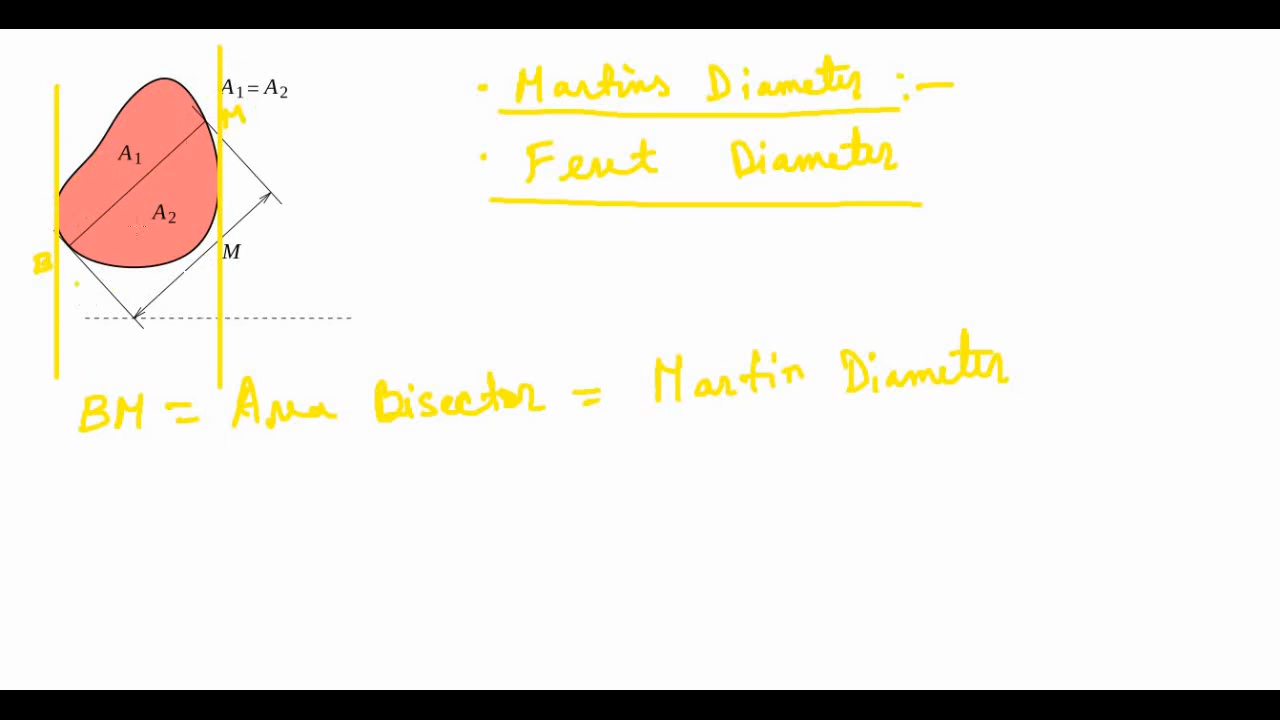 A1 = A2
M
A1
A2
M
B
· Martins Diameter :-
· Feret Diameter
BM = Area Bisector = Martin Diameter